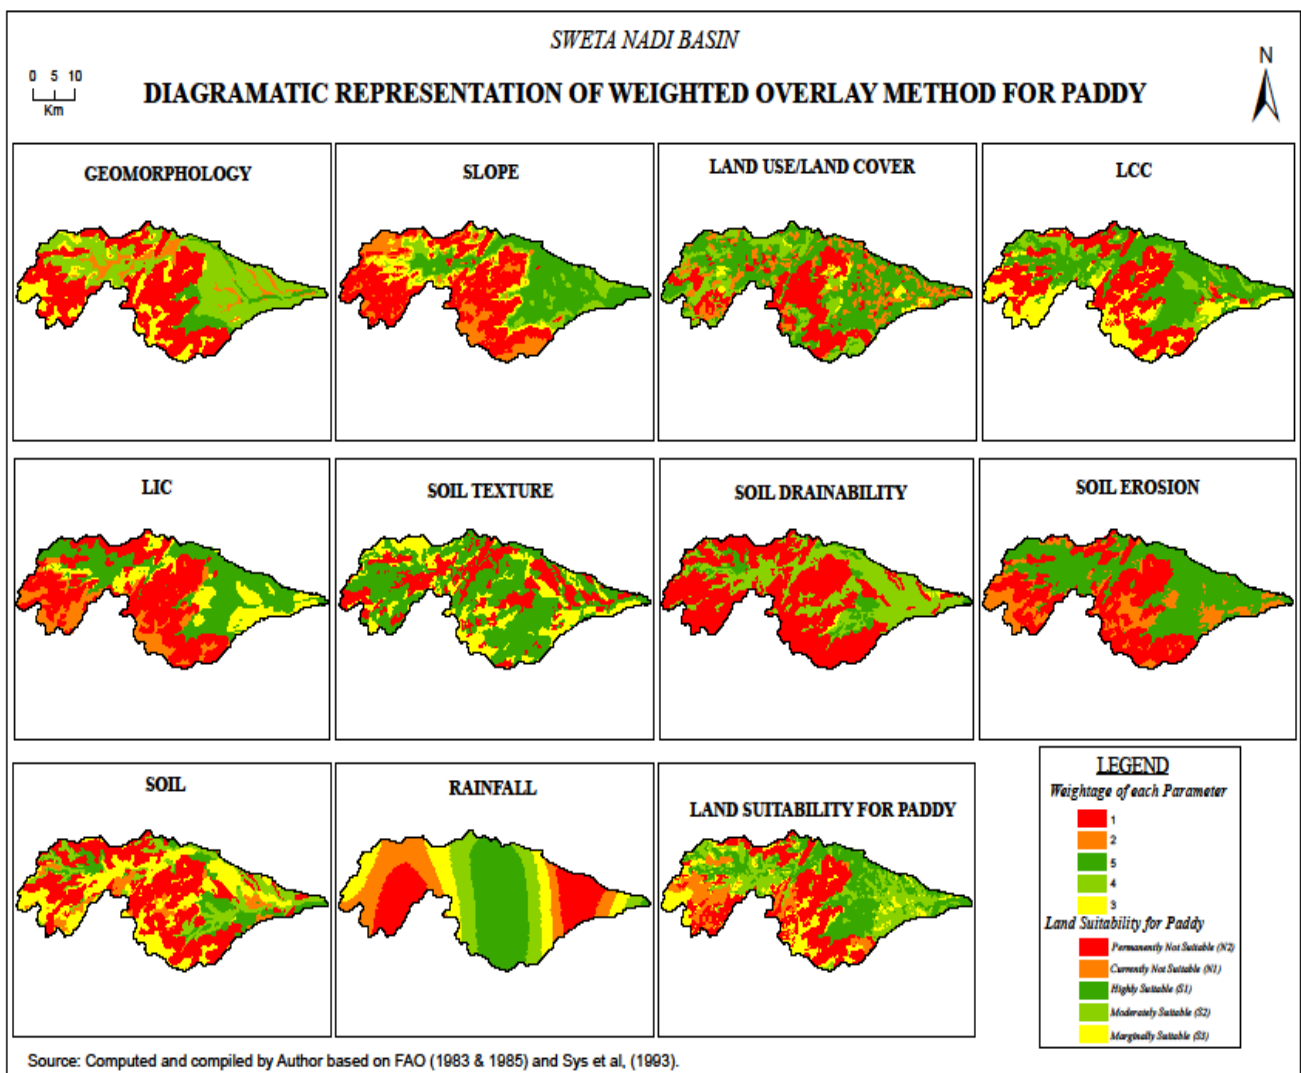 SWETA NADI BASIN
0 5 10
Km
DIAGRAMATIC REPRESENTATION OF WEIGHTED OVERLAY METHOD FOR PADDY
N
GEOMORPHOLOGY
SLOPE
LAND USE/LAND COVER
LCC
LIC
SOIL TEXTURE
SOIL DRAINABILITY
SOIL EROSION
SOIL
RAINFALL
LAND SUITABILITY FOR PADDY
LEGEND
Weightage of each Parameter
1
2
5
4
3
Land Suitability for Paddy
Permanently Not Suitable (N2)
Currently Not Suitable (N1)
Highly Suitable (S1)
Moderately Suitable (S2)
Marginally Suitable (S3)
Source: Computed and compiled by Author based on FAO (1983 & 1985) and Sys et al, (1993).